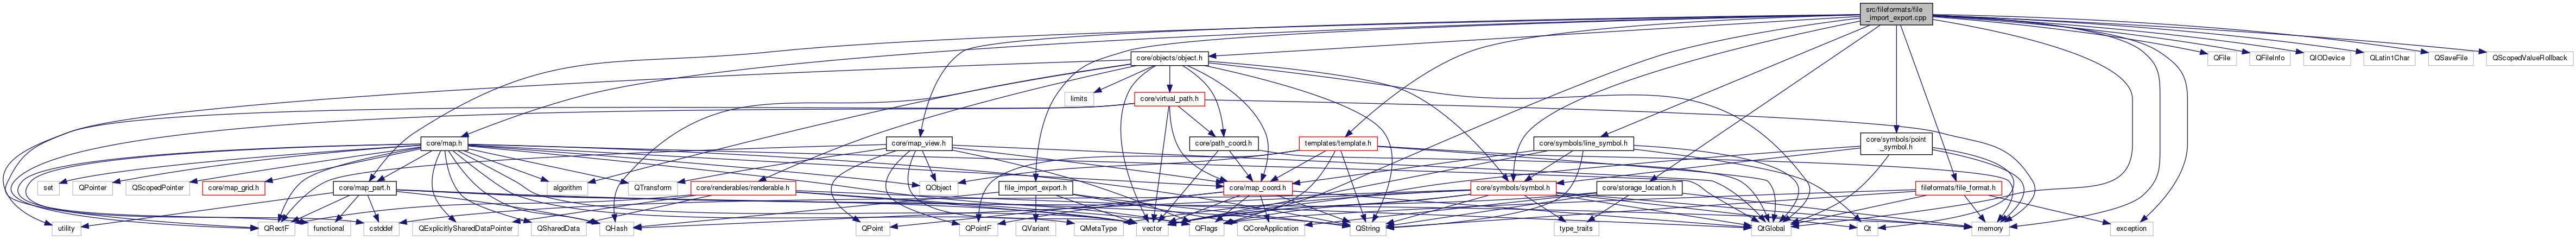 src/fileformats/file
_import_export.cpp
core/objects/object.h
QFile
QFileInfo
QIODevice
QLatin1Char
QSaveFile
QScopedValueRollback
limits
core/virtual_path.h
core/map.h
core/map_view.h
core/path_coord.h
templates/template.h
core/symbols/line_symbol.h
core/symbols/point
_symbol.h
set
QPointer
QScopedPointer
core/map_grid.h
core/map_part.h
algorithm
QTransform
core/renderables/renderable.h
QObject
file_import_export.h
core/map_coord.h
core/symbols/symbol.h
core/storage_location.h
fileformats/file_format.h
utility
QRectF
functional
cstddef
QExplicitlySharedDataPointer
QSharedData
QHash
QPoint
QPointF
QVariant
QMetaType
vector
QFlags
QCoreApplication
QString
type_traits
QtGlobal
Qt
memory
exception